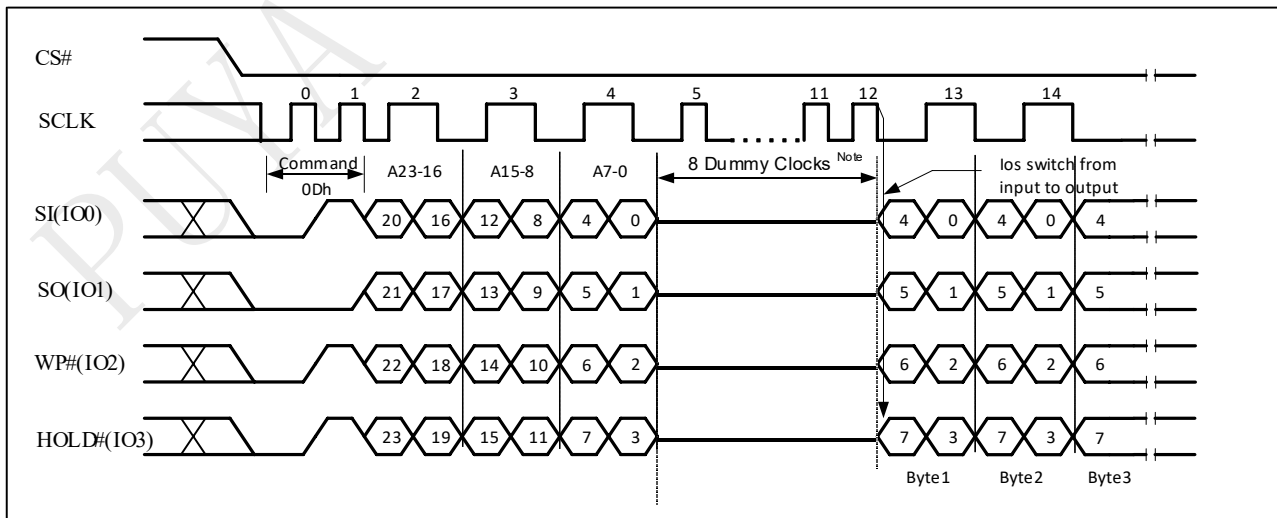 PUYA
CS#
0 1 2 3 4 5 11 12 13 14
SCLK
Command 0Dh
A23-16
A15-8
A7-0
8 Dummy Clocks Note
Ios switch from
input to output
SI(IO0)
20 16 12 8 4 0 4 0 4 0 4
SO(IO1)
21 17 13 9 5 1 5 1 5 1 5
WP#(IO2)
22 18 14 10 6 2 6 2 6 2 6
HOLD#(IO3)
23 19 15 11 7 3 7 3 7 3 7
Byte1 Byte2 Byte3